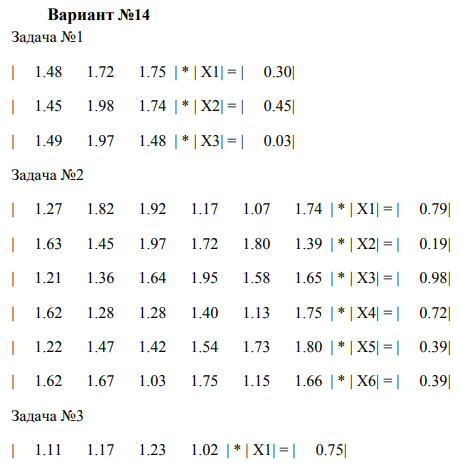 Вариант №14
Задача №1
| 1.48 1.72 1.75 | * | X1| = | 0.30|
| 1.45 1.98 1.74 | * | X2| = | 0.45|
| 1.49 1.97 1.48 | * | X3| = | 0.03|
Задача №2
| 1.27 1.82 1.92 1.17 1.07 1.74 | * | X1| = | 0.79|
| 1.63 1.45 1.97 1.72 1.80 1.39 | * | X2| = | 0.19|
| 1.21 1.36 1.64 1.95 1.58 1.65 | * | X3| = | 0.98|
| 1.62 1.28 1.28 1.40 1.13 1.75 | * | X4| = | 0.72|
| 1.22 1.47 1.42 1.54 1.73 1.80 | * | X5| = | 0.39|
| 1.62 1.67 1.03 1.75 1.15 1.66 | * | X6| = | 0.39|
Задача №3
| 1.11 1.17 1.23 1.02 | * | X1| = | 0.75|